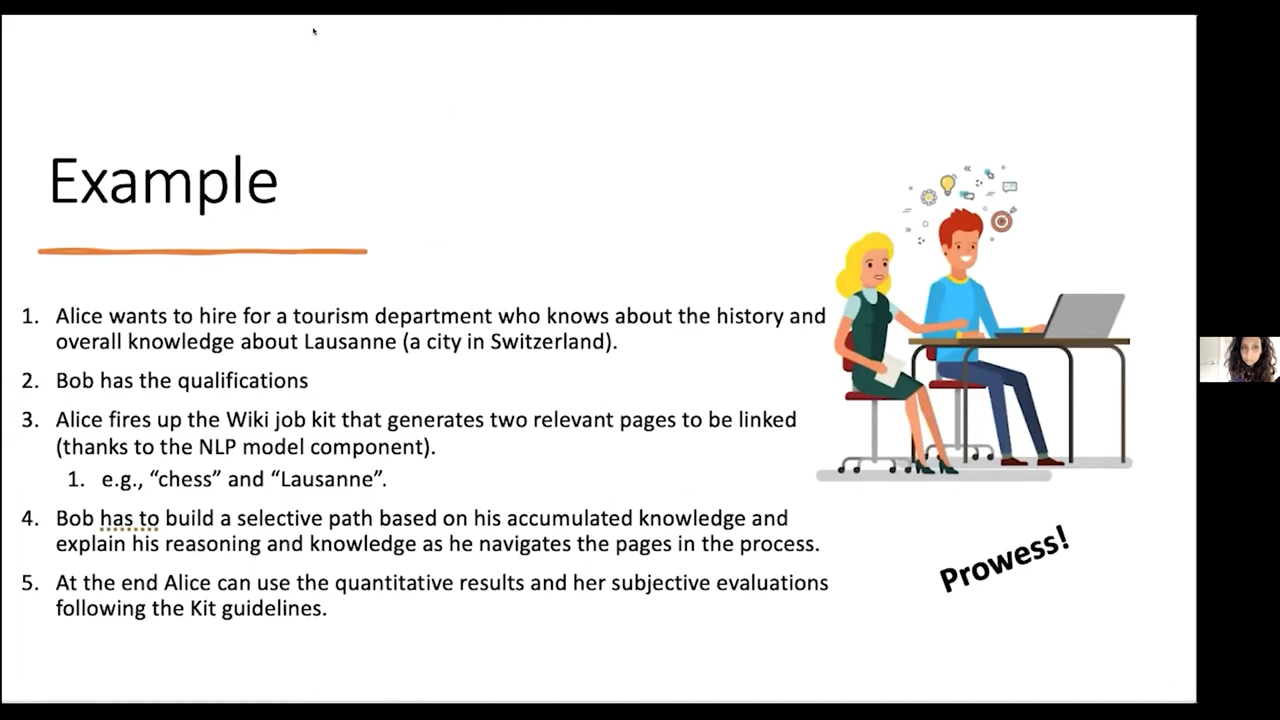 Example
1. Alice wants to hire for a tourism department who knows about the history and
overall knowledge about Lausanne (a city in Switzerland).
2. Bob has the qualifications
3. Alice fires up the Wiki job kit that generates two relevant pages to be linked
(thanks to the NLP model component).
1. e.g., “chess” and “Lausanne”.
4. Bob has to build a selective path based on his accumulated knowledge and
explain his reasoning and knowledge as he navigates the pages in the process.
5. At the end Alice can use the quantitative results and her subjective evaluations
following the Kit guidelines.
Prowess!